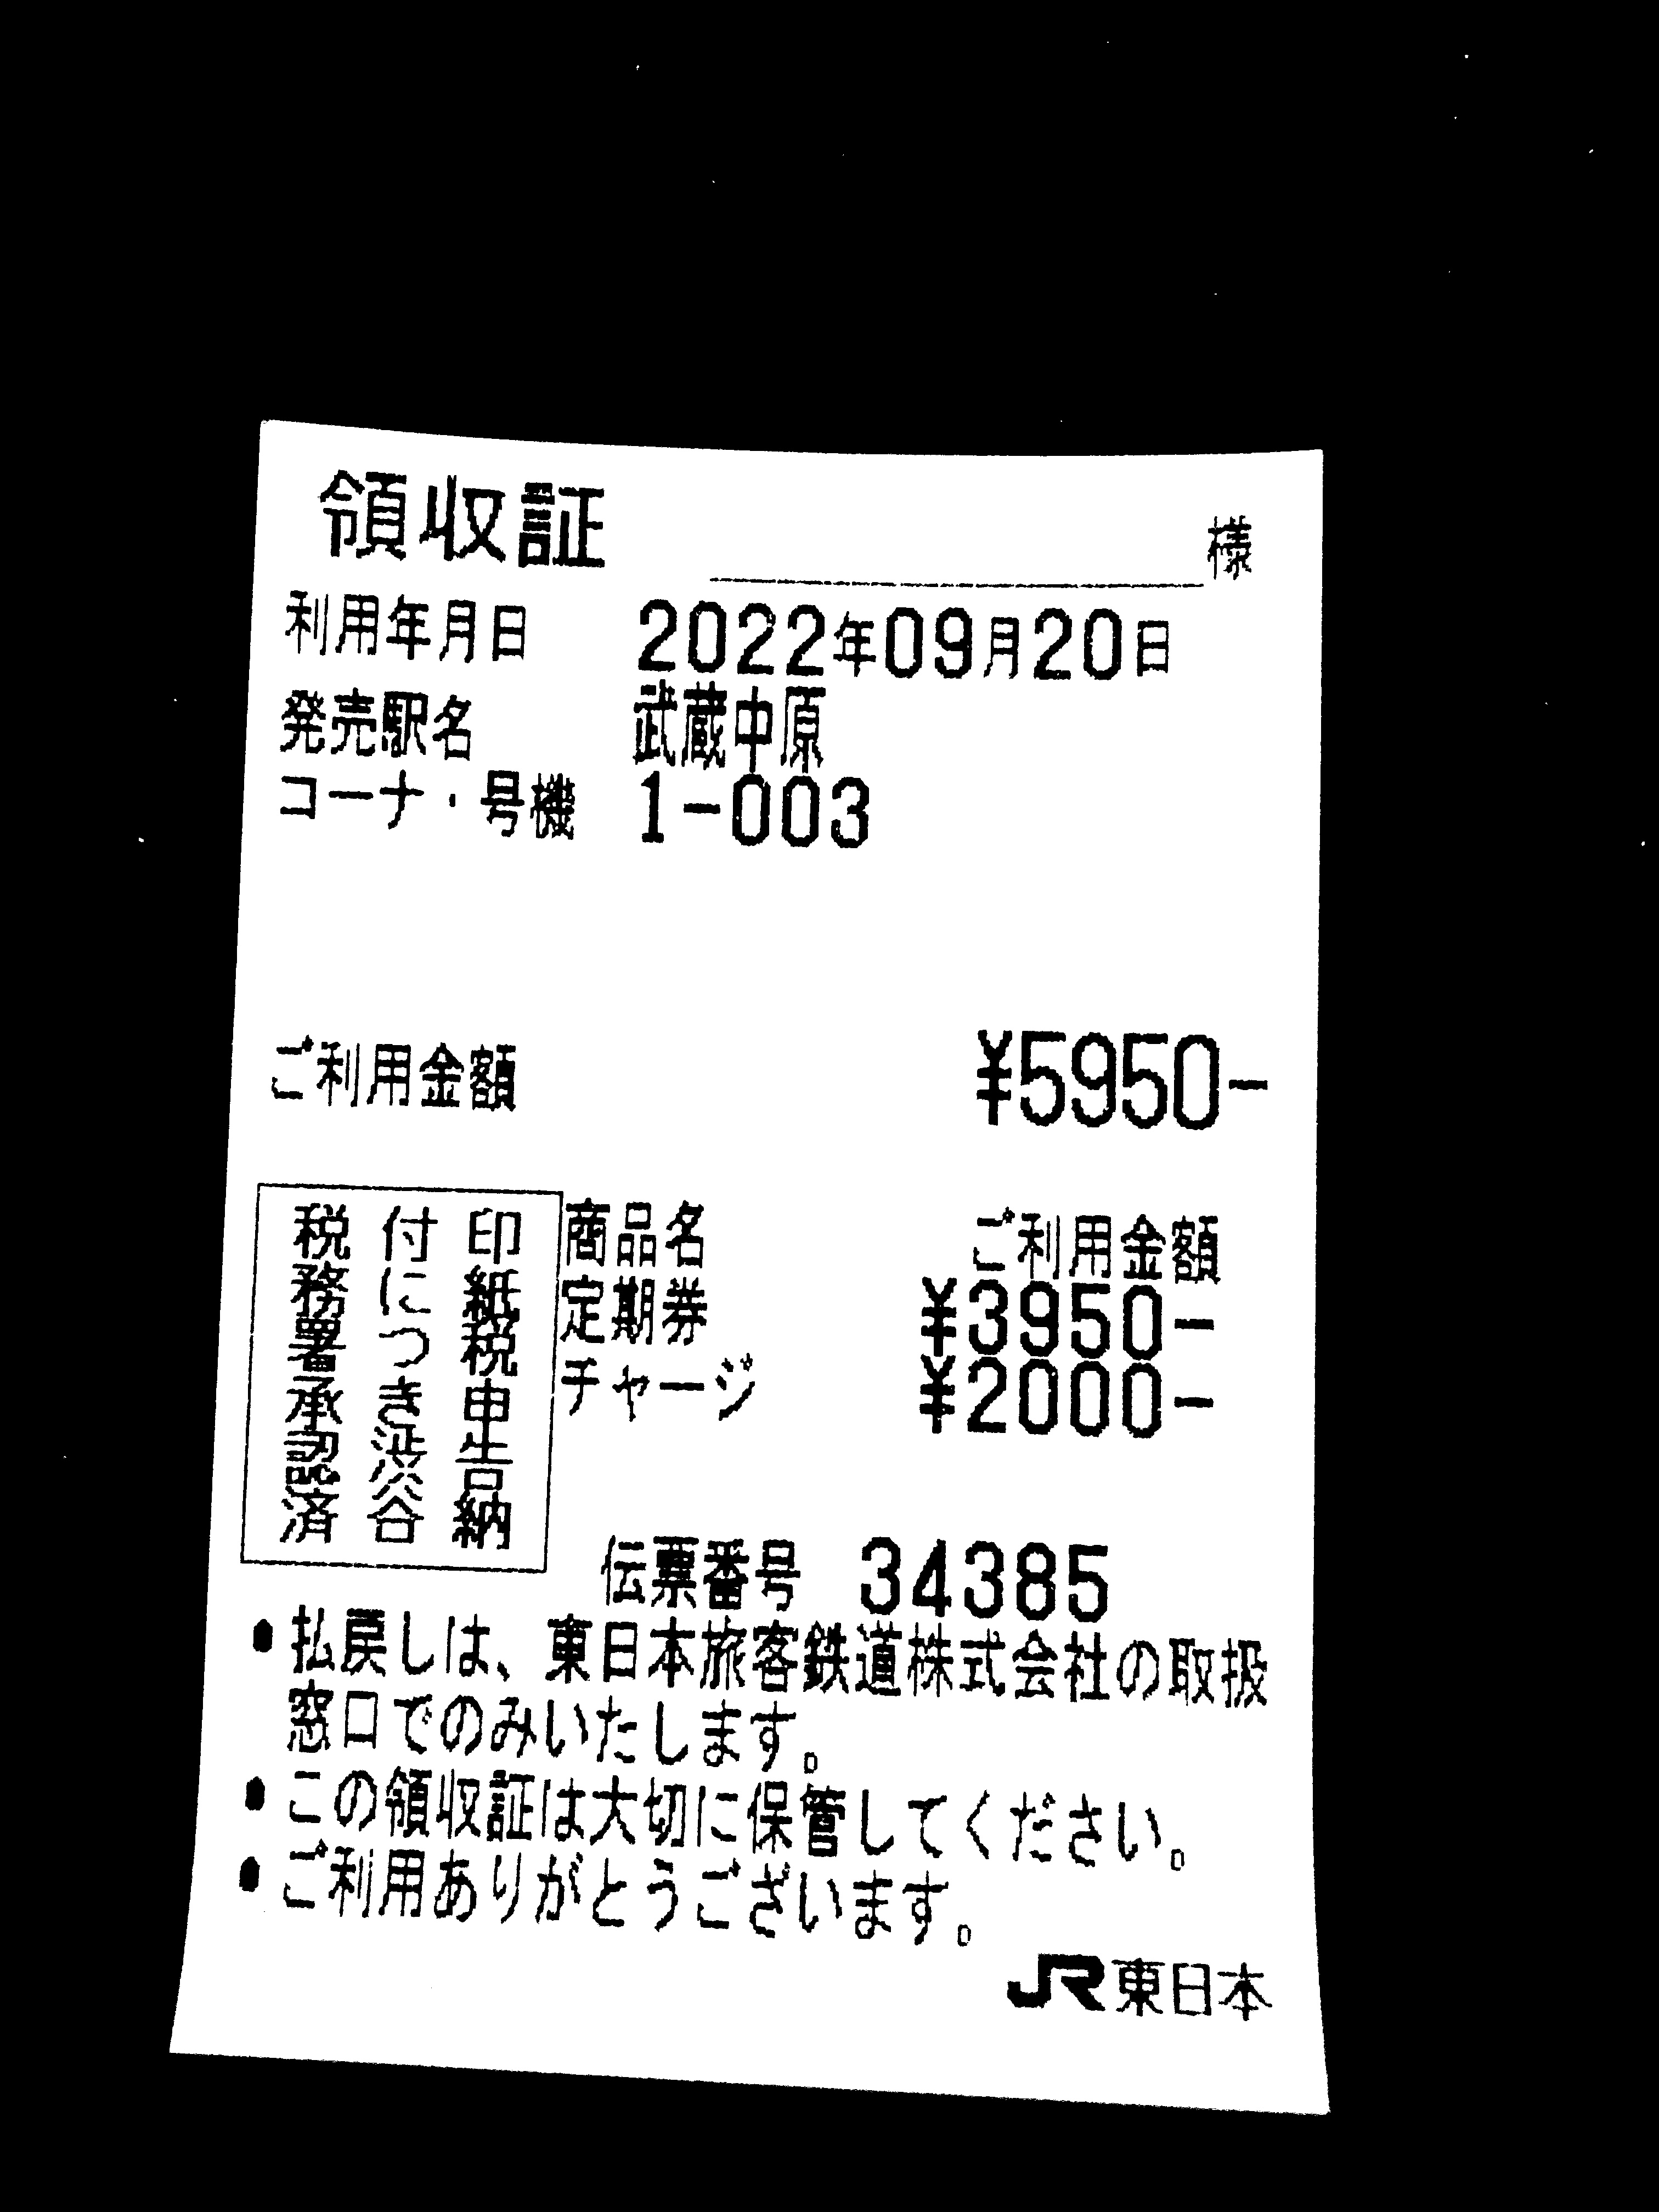 領収証
様
利用年月日 2022年09月20日
発売駅名 武蔵中原
コーナ・号機 1-003
ご利用金額 ¥5950-
印紙税申告納
付につき渋谷
税務署承認済
商品名 ご利用金額
定期券 ¥3950-
チャージ ¥2000-
伝票番号 34385
●払戻しは、東日本旅客鉄道株式会社の取扱
窓口でのみいたします。
●この領収証は大切に保管してください。
●ご利用ありがとうございます。
JR東日本